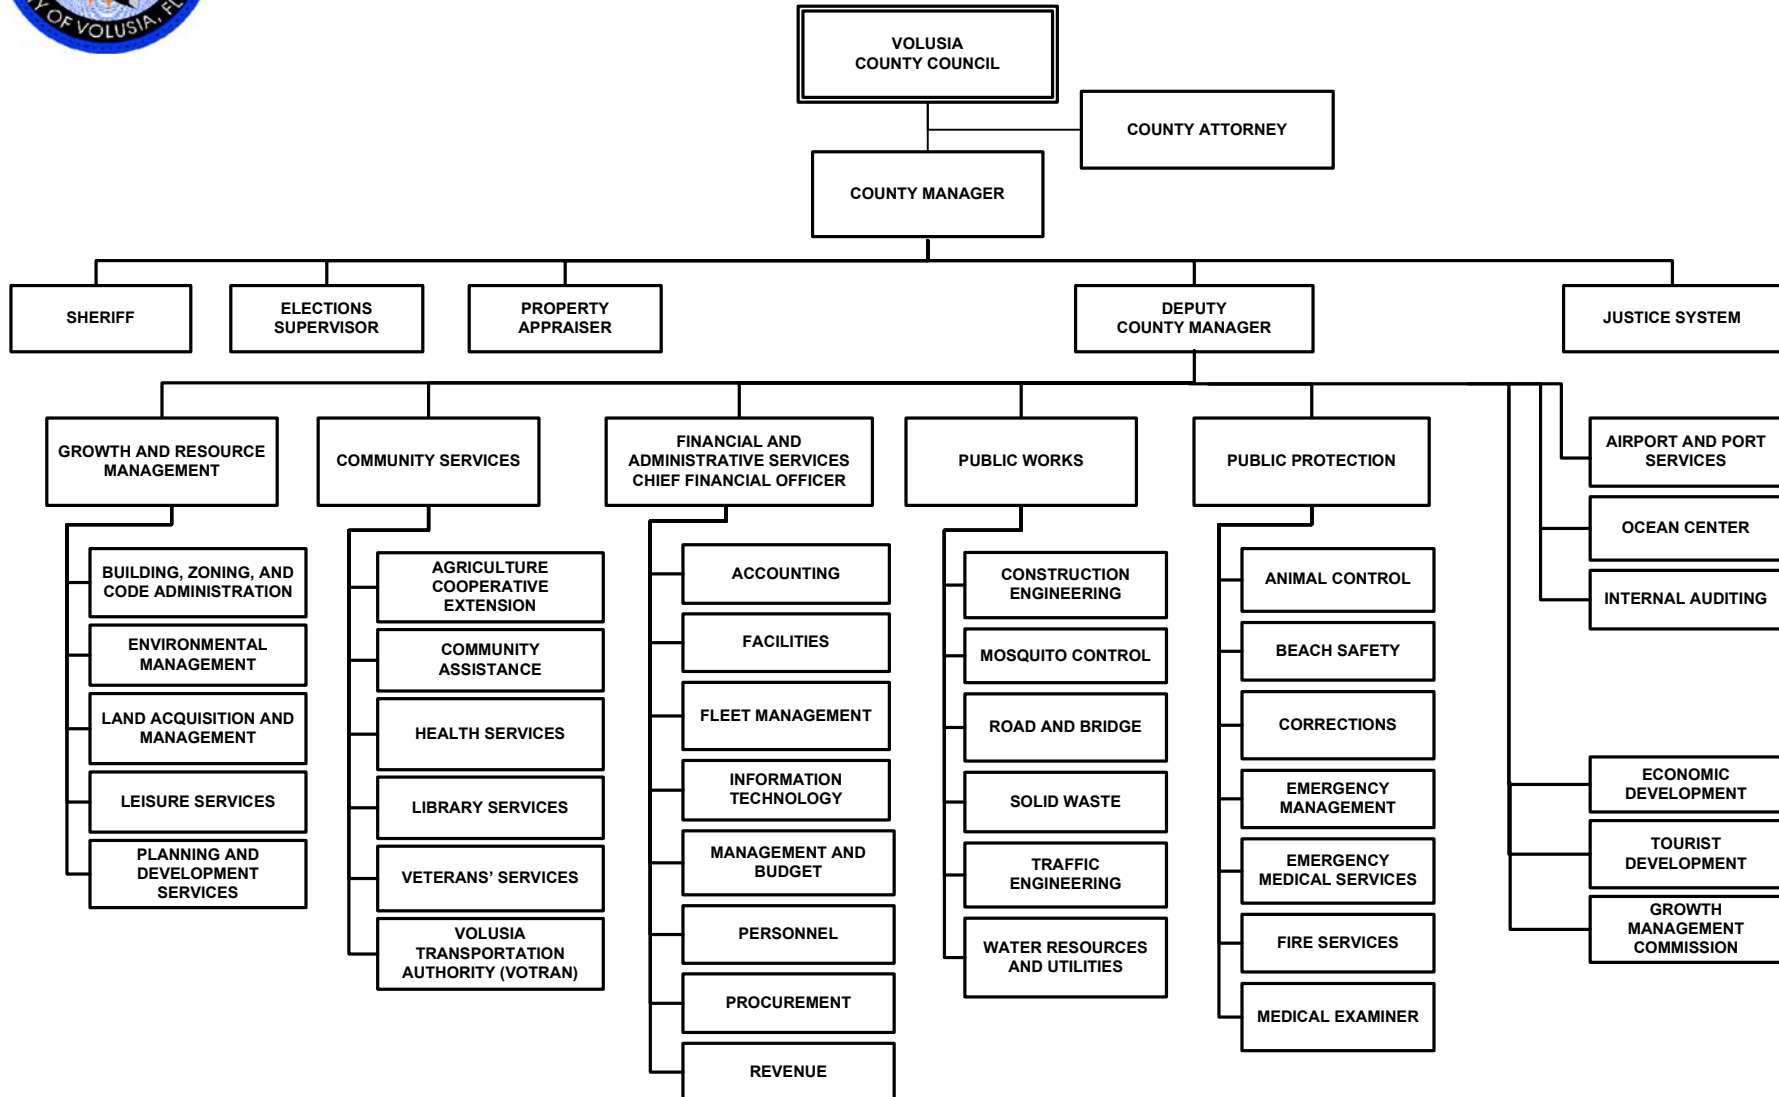 Y OF VOLUSIA, FL
VOLUSIA
COUNTY COUNCIL
COUNTY ATTORNEY
COUNTY MANAGER
SHERIFF
ELECTIONS
SUPERVISOR
PROPERTY
APPRAISER
DEPUTY
COUNTY MANAGER
JUSTICE SYSTEM
GROWTH AND RESOURCE
MANAGEMENT
COMMUNITY SERVICES
FINANCIAL AND
ADMINISTRATIVE SERVICES
CHIEF FINANCIAL OFFICER
PUBLIC WORKS
PUBLIC PROTECTION
AIRPORT AND PORT
SERVICES
OCEAN CENTER
INTERNAL AUDITING
BUILDING, ZONING, AND
CODE ADMINISTRATION
ENVIRONMENTAL
MANAGEMENT
LAND ACQUISITION AND
MANAGEMENT
LEISURE SERVICES
PLANNING AND
DEVELOPMENT
SERVICES
AGRICULTURE
COOPERATIVE
EXTENSION
COMMUNITY
ASSISTANCE
HEALTH SERVICES
LIBRARY SERVICES
VETERANS’ SERVICES
VOLUSIA
TRANSPORTATION
AUTHORITY (VOTRAN)
ACCOUNTING
FACILITIES
FLEET MANAGEMENT
INFORMATION
TECHNOLOGY
MANAGEMENT AND
BUDGET
PERSONNEL
PROCUREMENT
REVENUE
CONSTRUCTION
ENGINEERING
MOSQUITO CONTROL
ROAD AND BRIDGE
SOLID WASTE
TRAFFIC
ENGINEERING
WATER RESOURCES
AND UTILITIES
ANIMAL CONTROL
BEACH SAFETY
CORRECTIONS
EMERGENCY
MANAGEMENT
EMERGENCY
MEDICAL SERVICES
FIRE SERVICES
MEDICAL EXAMINER
ECONOMIC
DEVELOPMENT
TOURIST
DEVELOPMENT
GROWTH
MANAGEMENT
COMMISSION